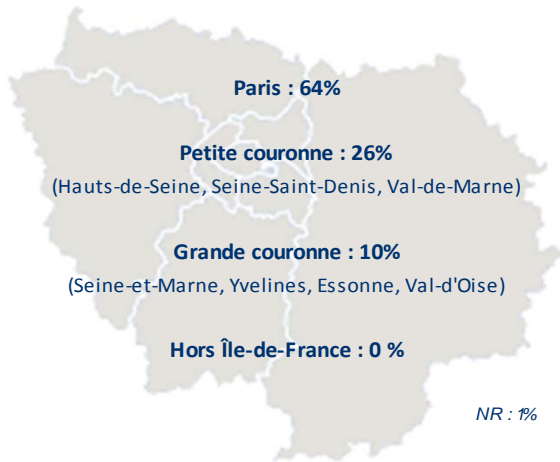 Paris : 64%
Petite couronne : 26%
(Hauts-de-Seine, Seine-Saint-Denis, Val-de-Marne)
Grande couronne : 10%
(Seine-et-Marne, Yvelines, Essonne, Val-d'Oise)
Hors Île-de-France : 0 %
NR : 1%